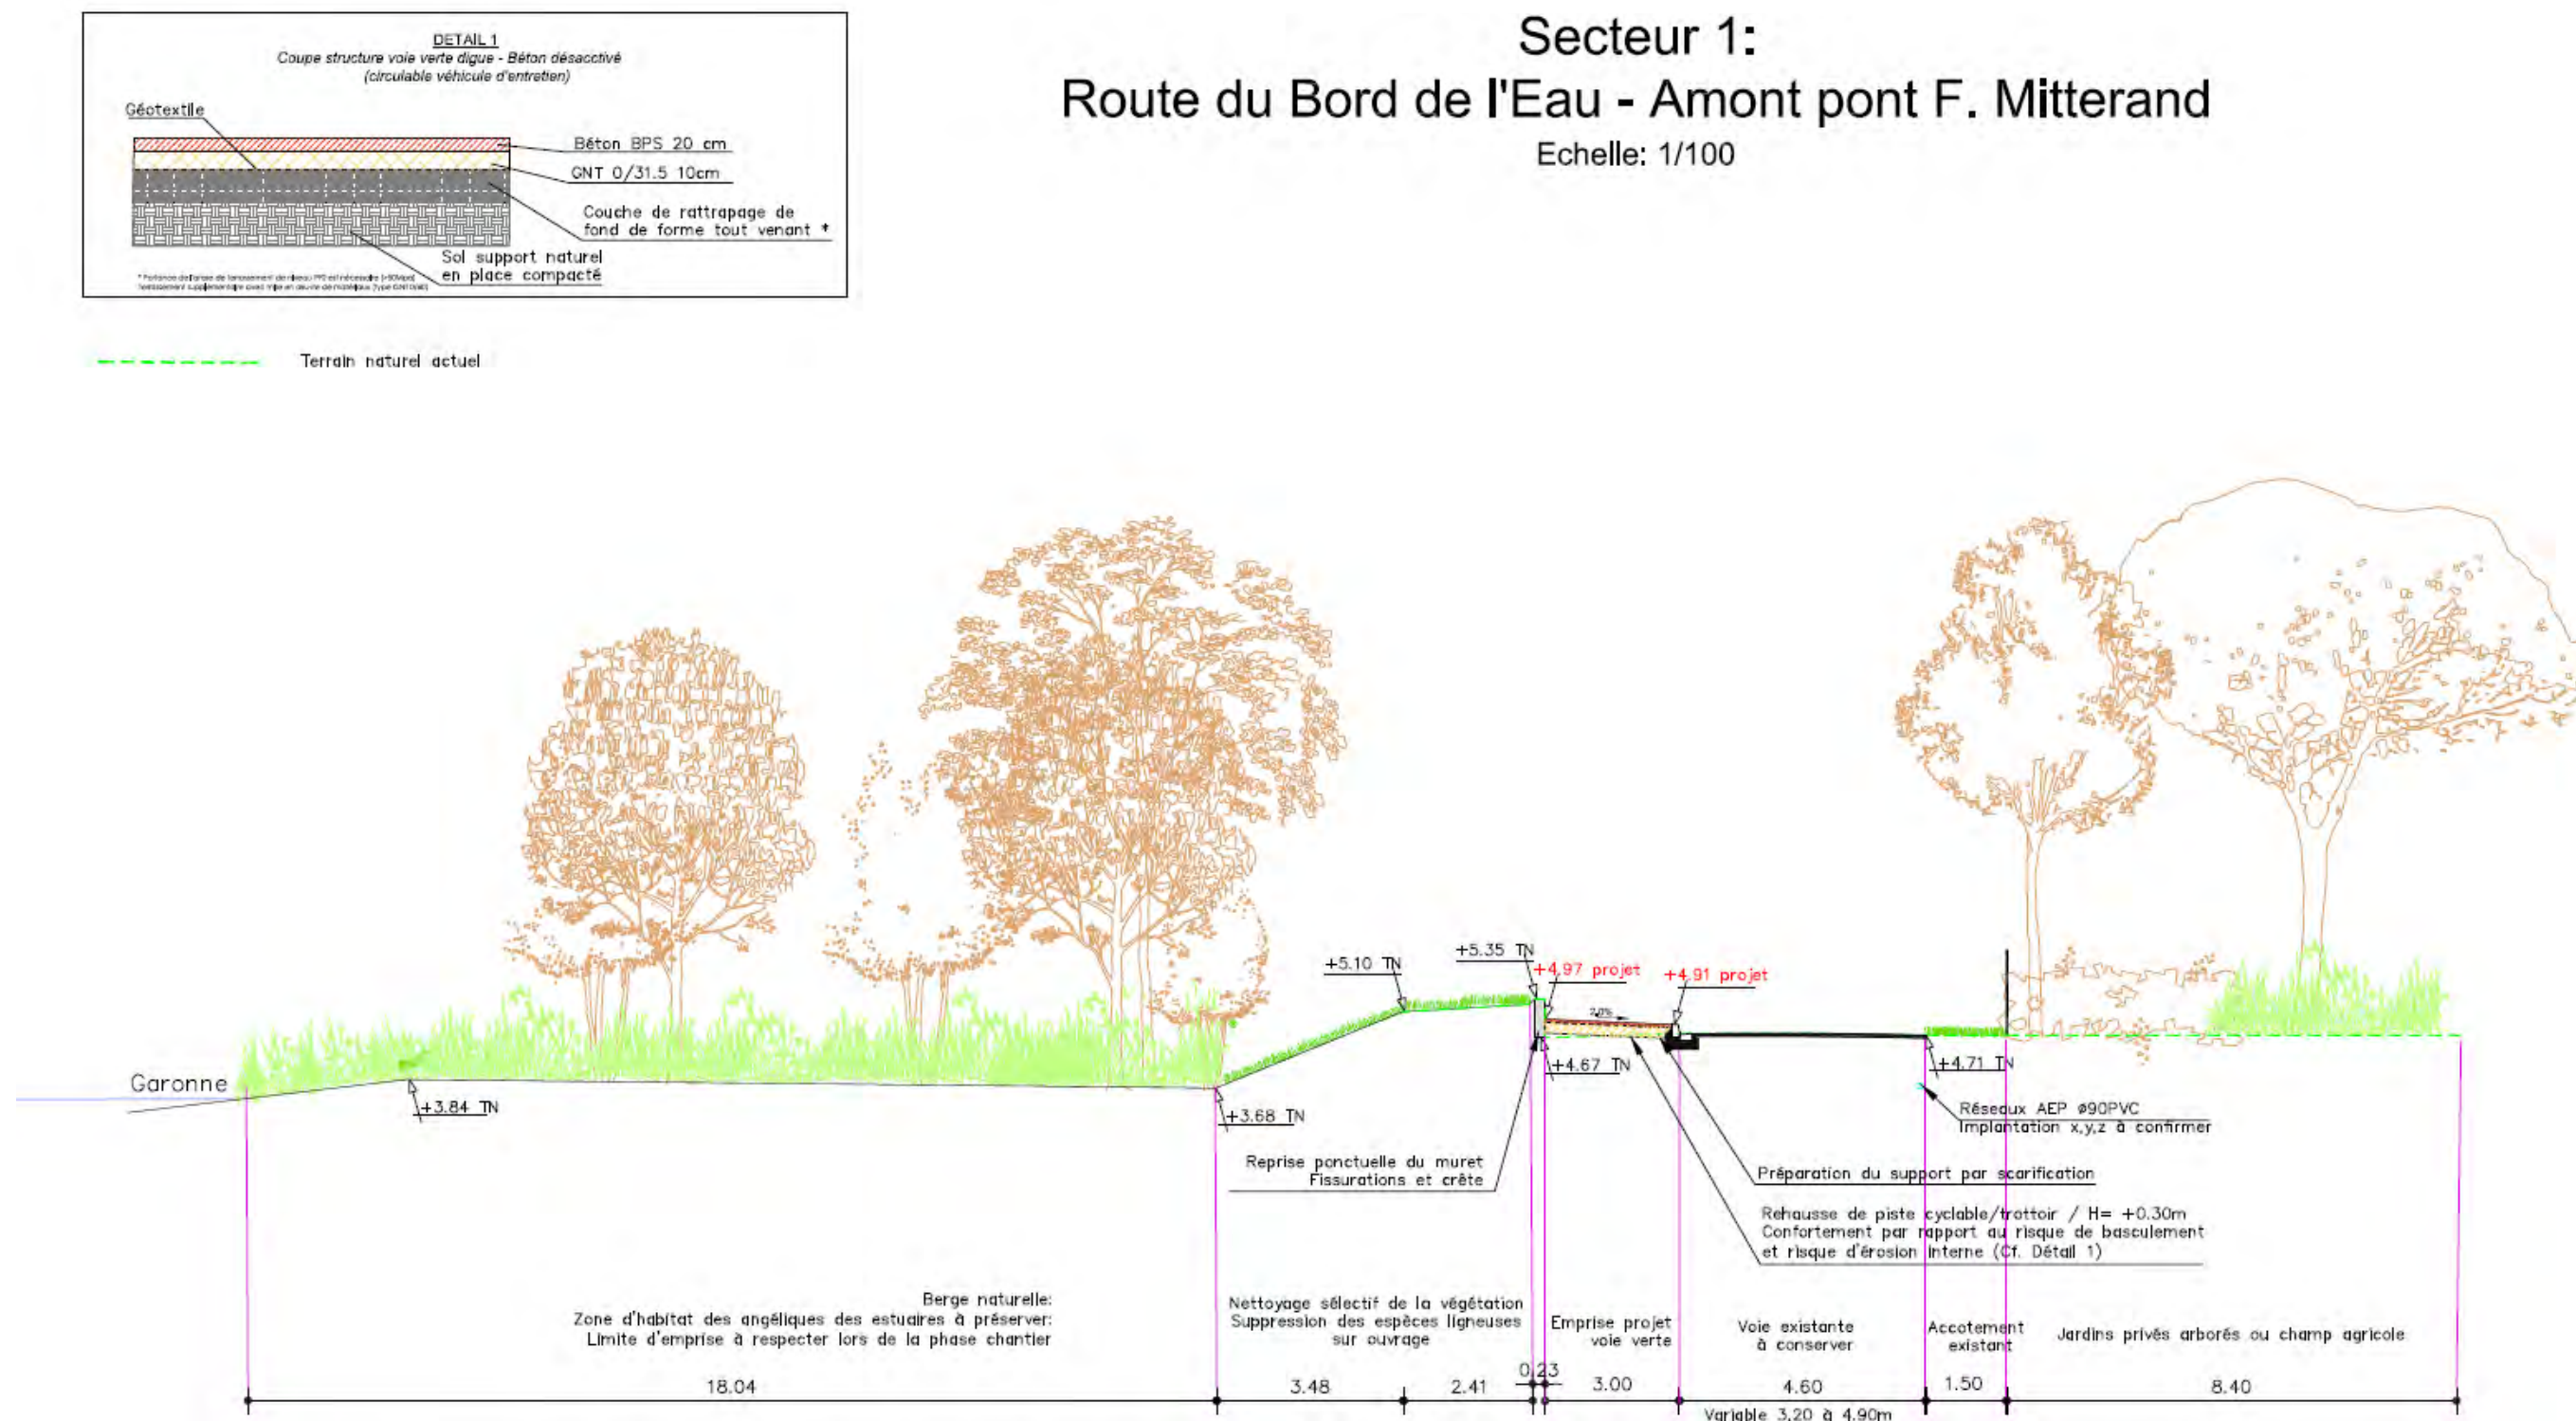 DETAIL 1
Coupe structure voie verte digue - Béton désacctivé
(circulable véhicule d'entretien)
Géotextile
Béton BPS 20 cm
GNT 0/31.5 10cm
Couche de rattrapage de
fond de forme tout venant *
Sol support naturel
en place compacté
Terrain naturel actuel
Secteur 1:
Route du Bord de l'Eau - Amont pont F. Mitterand
Echelle: 1/100
+5.35 TN
+5.10 TN
+4.97 projet
+4.91 projet
2.0%
+4.67 TN
+4.71 TN
Garonne
+3.84 TN
+3.68 TN
Réseaux AEP ø90PVC
Implantation x,y,z à confirmer
Reprise ponctuelle du muret
Fissurations et crête
Préparation du support par scarification
Rehausse de piste cyclable/trottoir / H= +0.30m
Confortement par rapport au risque de basculement
et risque d'érosion interne (Cf. Détail 1)
Berge naturelle:
Zone d'habitat des angéliques des estuaires à préserver:
Limite d'emprise à respecter lors de la phase chantier
Nettoyage sélectif de la végétation
Suppression des espèces ligneuses
sur ouvrage
Emprise projet
voie verte
Voie existante
à conserver
Accotement
existant
Jardins privés arborés ou champ agricole
18.04
3.48
2.41
0.23
3.00
4.60
1.50
8.40
Variable 3.20 à 4.90m